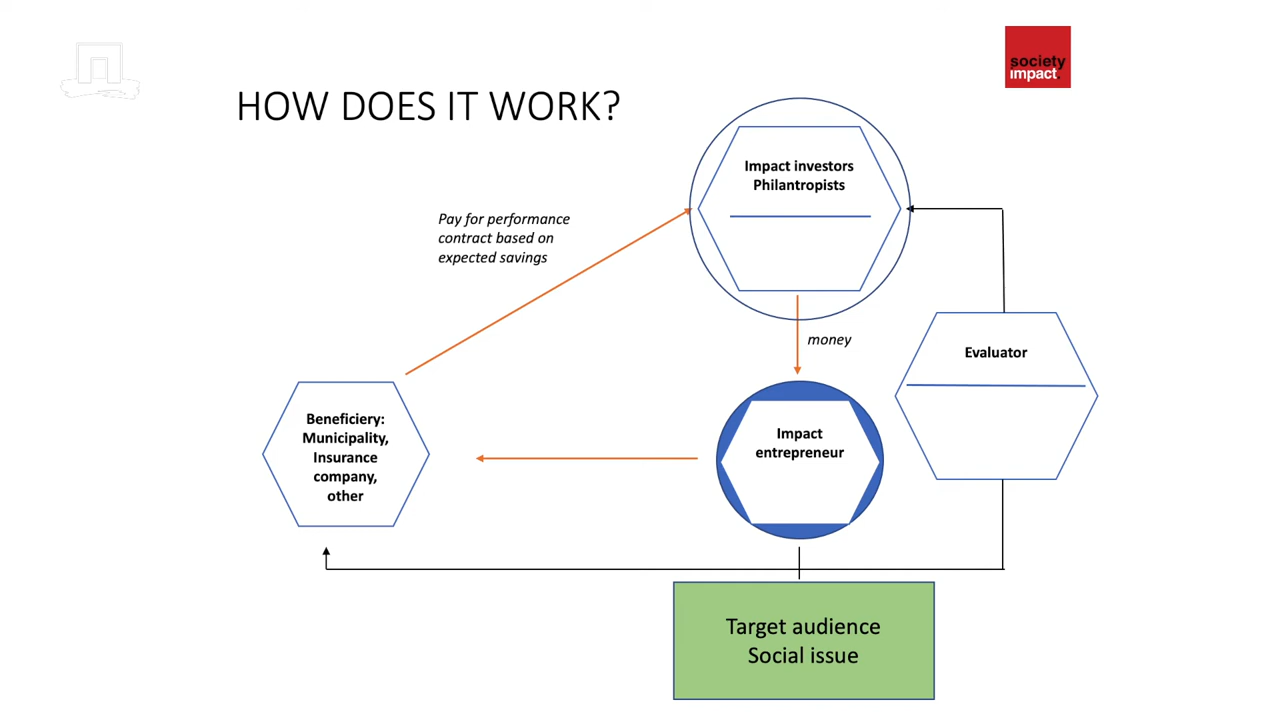 society
impact.
HOW DOES IT WORK?
Impact investors
Philantropists
Pay for performance
contract based on
expected savings
money
Evaluator
Beneficiery:
Municipality,
Insurance
company,
other
Impact
entrepreneur
Target audience
Social issue